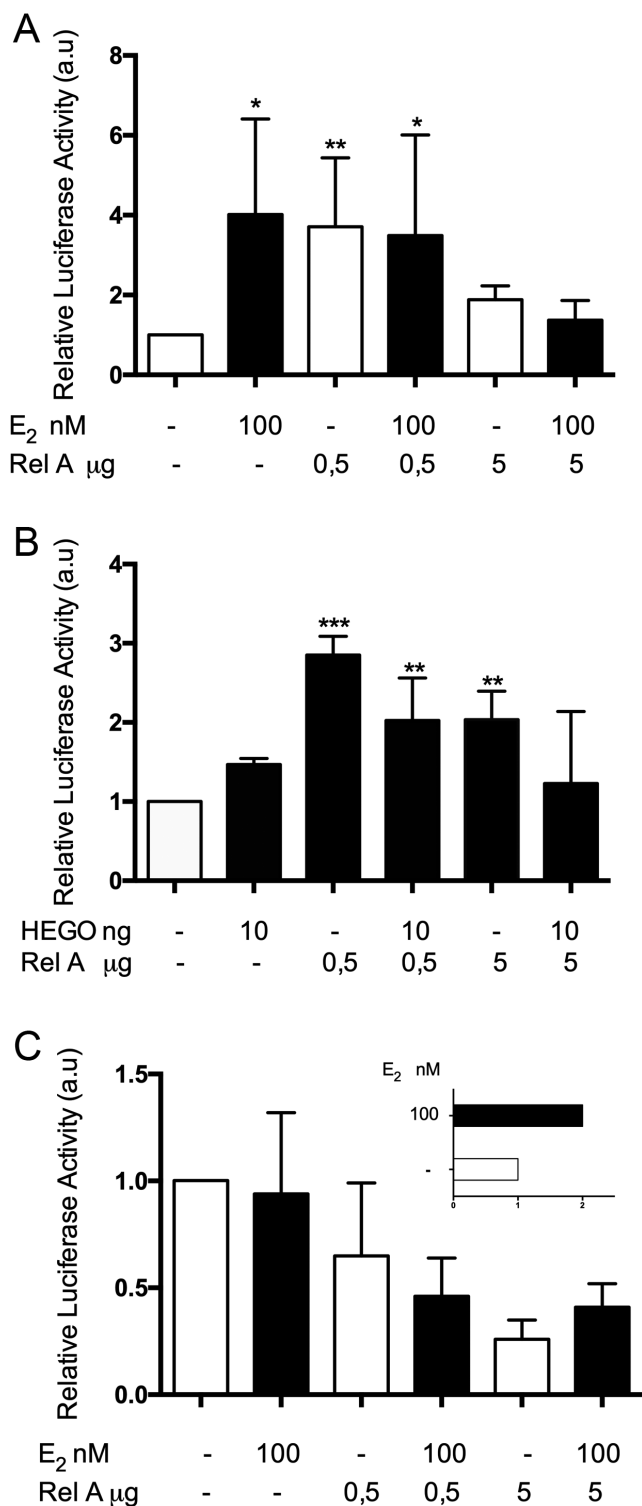 A
Relative Luciferase Activity (a.u)
8
6
4
2
0
* ** *
E2 nM - 100 - 100 - 100
Rel A μg - - 0,5 0,5 5 5
B
Relative Luciferase Activity (a.u)
4
3
2
1
0
*** ** **
HEGO ng - 10 - 10 - 10
Rel A μg - - 0,5 0,5 5 5
C
Relative Luciferase Activity (a.u)
1.5
1.0
0.5
0.0
E2 nM
100
-
0 1 2
E2 nM - 100 - 100 - 100
Rel A μg - - 0,5 0,5 5 5